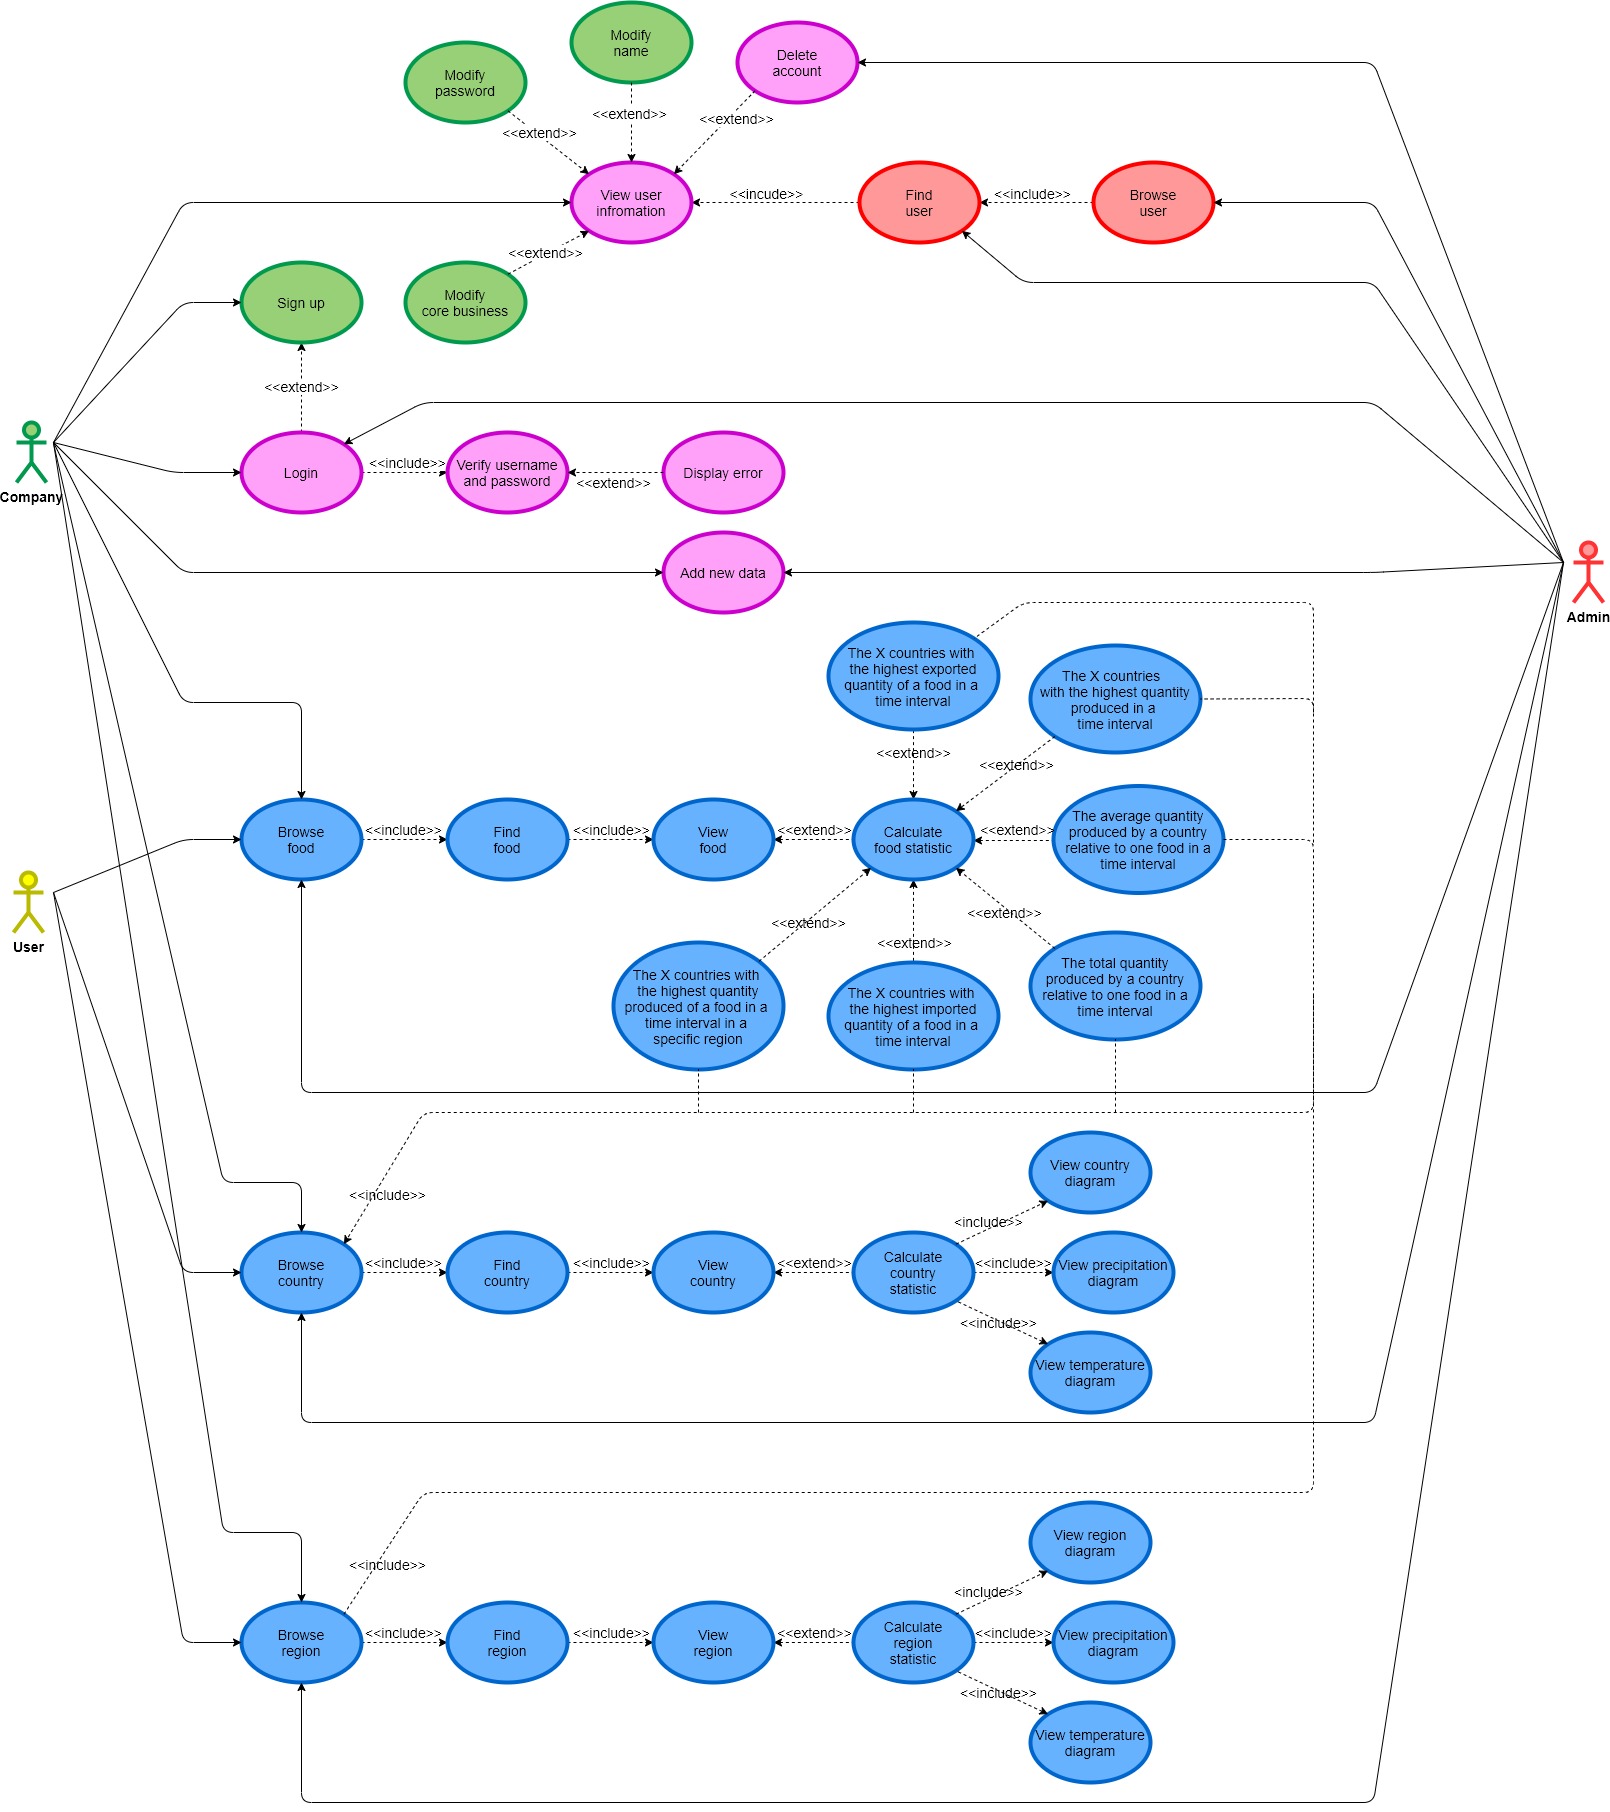 Modify
name
Delete
account
Modify
password
<<extend>>
<<extend>>
<<extend>>
View user
infromation
<<incude>>
Find
user
<<include>>
Browse
user
<<extend>>
Sign up
Modify
core business
<<extend>>
Company
Login
<<include>>
Verify username
and password
<<extend>>
Display error
Add new data
Admin
The X countries with
the highest exported
quantity of a food in a
time interval
The X countries
with the highest quantity
produced in a
time interval
<<extend>>
<<extend>>
Browse
food
<<include>>
Find
food
<<include>>
View
food
<<extend>>
Calculate
food statistic
<<extend>>
The average quantity
produced by a country
relative to one food in a
time interval
User
<<extend>>
<<extend>>
<<extend>>
The X countries with
the highest quantity
produced of a food in a
time interval in a
specific region
The X countries with
the highest imported
quantity of a food in a
time interval
The total quantity
produced by a country
relative to one food in a
time interval
<<include>>
View country
diagram
<include>>
Browse
country
<<include>>
Find
country
<<include>>
View
country
<<extend>>
Calculate
country
statistic
<<include>>
View precipitation
diagram
<<include>>
View temperature
diagram
<<include>>
View region
diagram
<include>>
Browse
region
<<include>>
Find
region
<<include>>
View
region
<<extend>>
Calculate
region
statistic
<<include>>
View precipitation
diagram
<<include>>
View temperature
diagram